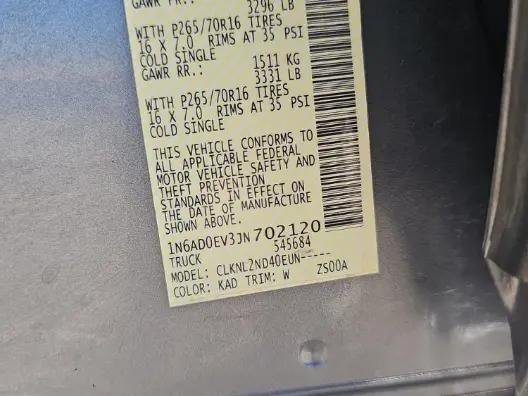 GAWR FR.:
3296 LB
WITH P265/70R16 TIRES
16 X 7.0 RIMS AT 35 PSI
COLD SINGLE
GAWR RR.: 1511 KG
3331 LB
WITH P265/70R16 TIRES
16 X 7.0 RIMS AT 35 PSI
COLD SINGLE
THIS VEHICLE CONFORMS TO
ALL APPLICABLE FEDERAL
MOTOR VEHICLE SAFETY AND
THEFT PREVENTION
STANDARDS IN EFFECT ON
THE DATE OF MANUFACTURE
SHOWN ABOVE.
1N6AD0EV3JN702120
TRUCK 545684
MODEL: CLKNL2ND40EUN-----
COLOR: KAD TRIM: W ZS00A